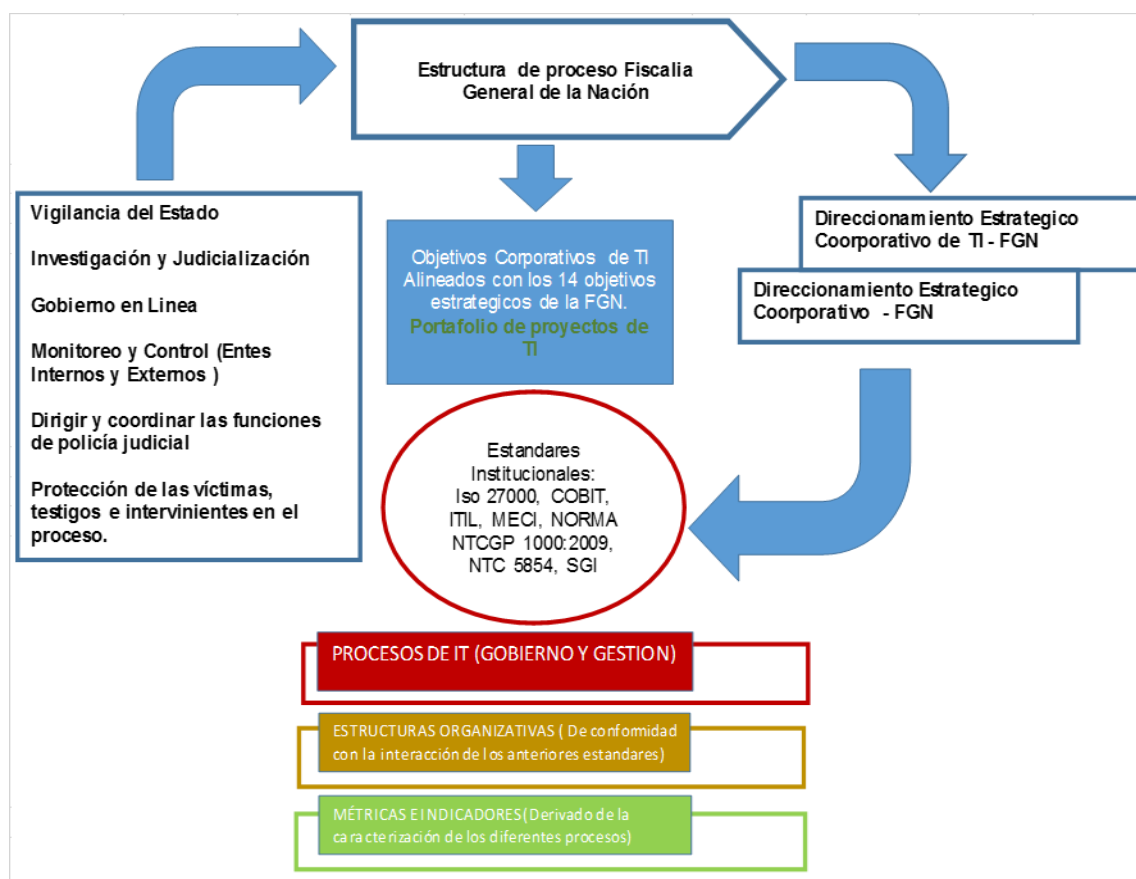 Estructura de proceso Fiscalia
General de la Nación
Vigilancia del Estado
Investigación y Judicialización
Gobierno en Linea
Monitoreo y Control (Entes
Internos y Externos )
Dirigir y coordinar las funciones
de policía judicial
Protección de las víctimas,
testigos e intervinientes en el
proceso.
Objetivos Corporativos de TI
Alineados con los 14 objetivos
estrategicos de la FGN.
Portafolio de proyectos de
TI
Direccionamiento Estrategico
Coorporativo de TI - FGN
Direccionamiento Estrategico
Coorporativo - FGN
Estandares
Institucionales:
Iso 27000, COBIT,
ITIL, MECI, NORMA
NTCGP 1000:2009,
NTC 5854, SGI
PROCESOS DE IT (GOBIERNO Y GESTION)
ESTRUCTURAS ORGANIZATIVAS ( De conformidad
con la interacción de los anteriores estandares)
MÉTRICAS E INDICADORES (Derivado de la
caracterización de los diferentes procesos)